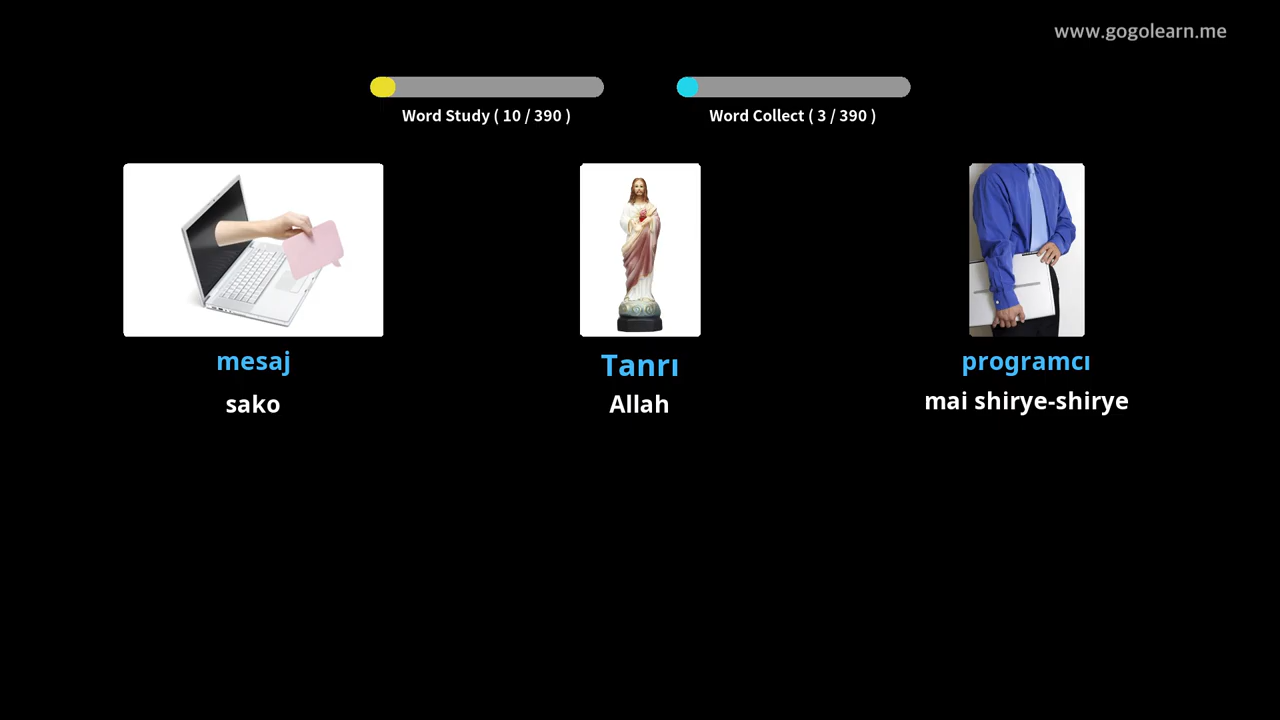 www.gogolearn.me
Word Study ( 10 / 390 )
Word Collect ( 3 / 390 )
mesaj
sako
Tanrı
Allah
programcı
mai shirye-shirye